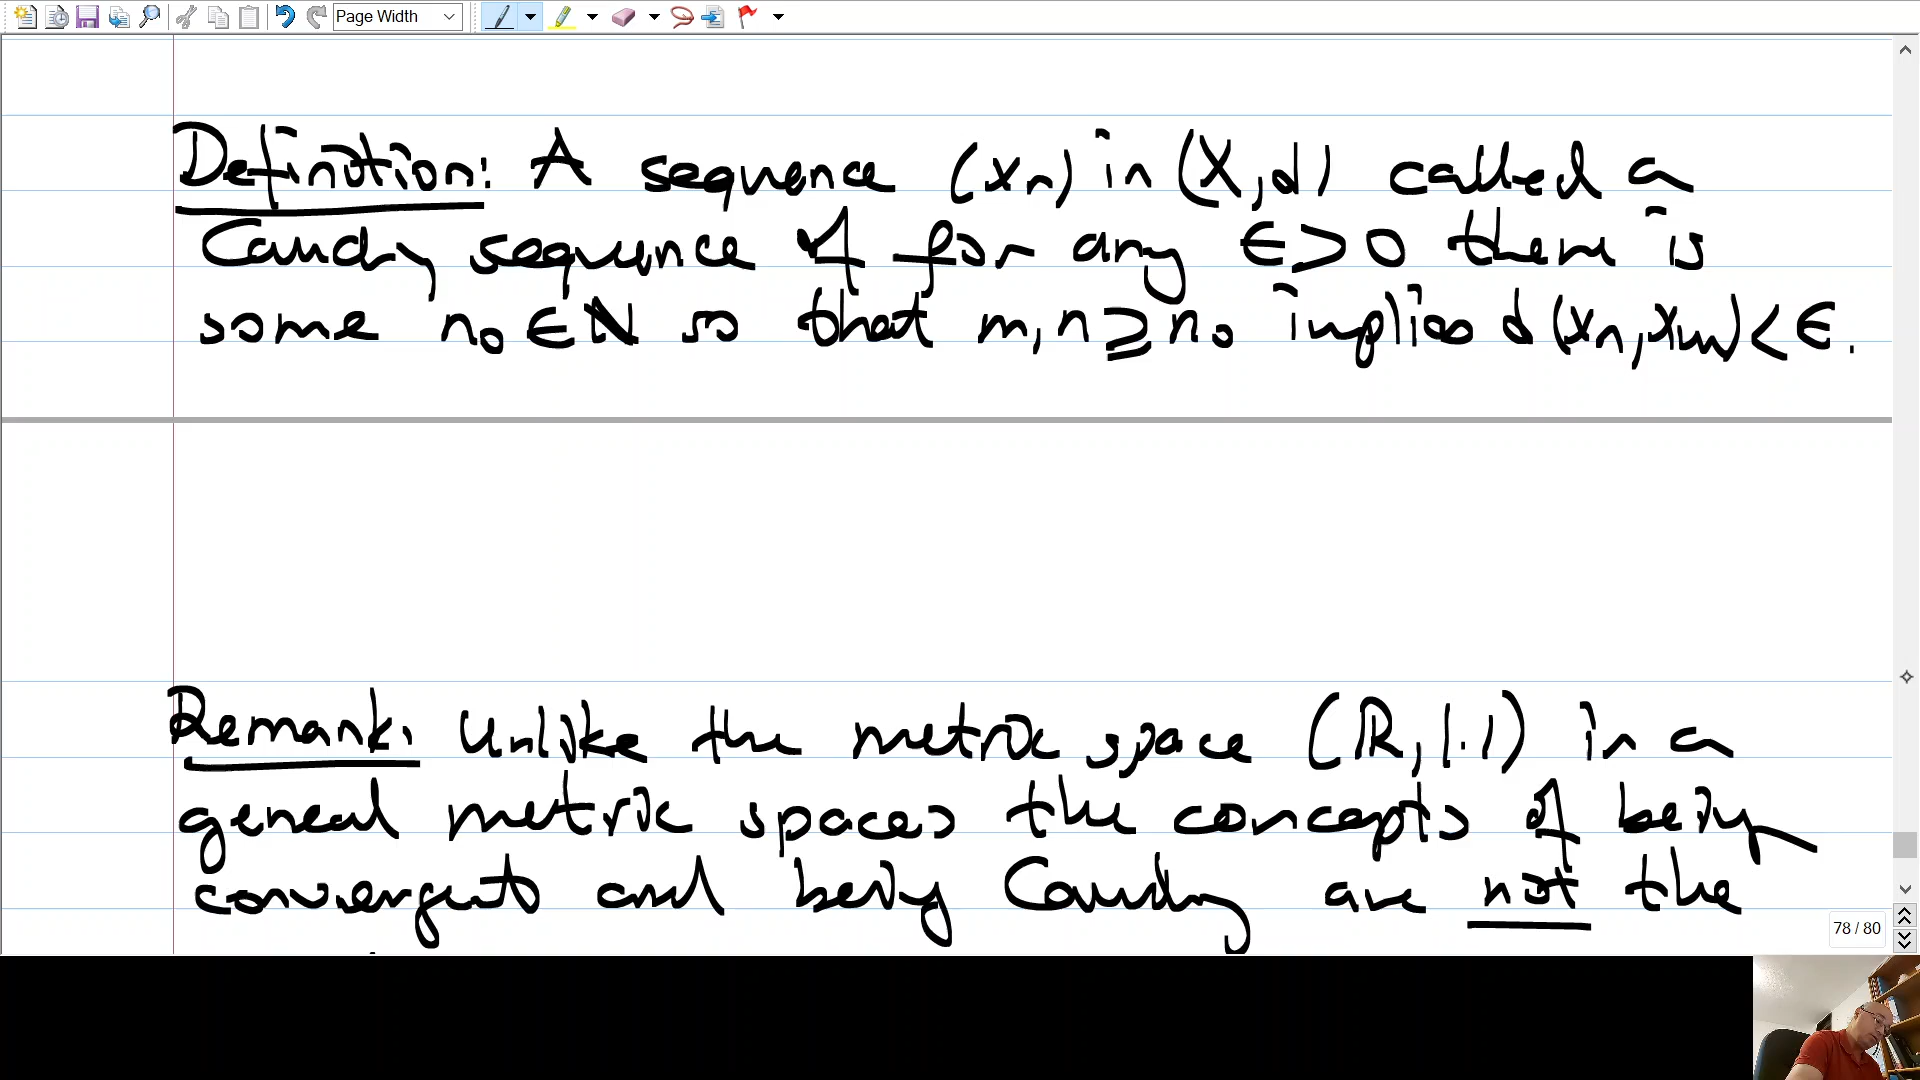 Page Width
Definition: A sequence (xn) in (X,d) called a
Cauchy sequence if for any ϵ>0 there is
some n₀∈ℕ so that m,n≥n₀ implies d(xn,xm)<ϵ.
Remark: Unlike the metric space (ℝ,|.|) in a
geneal metric spaces the concepts of being
convergent and being Cauchy are not the
78 / 80